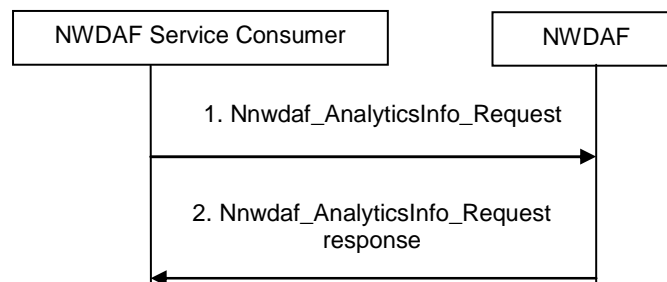 NWDAF Service Consumer
NWDAF
1. Nnwdaf_AnalyticsInfo_Request
2. Nnwdaf_AnalyticsInfo_Request
response